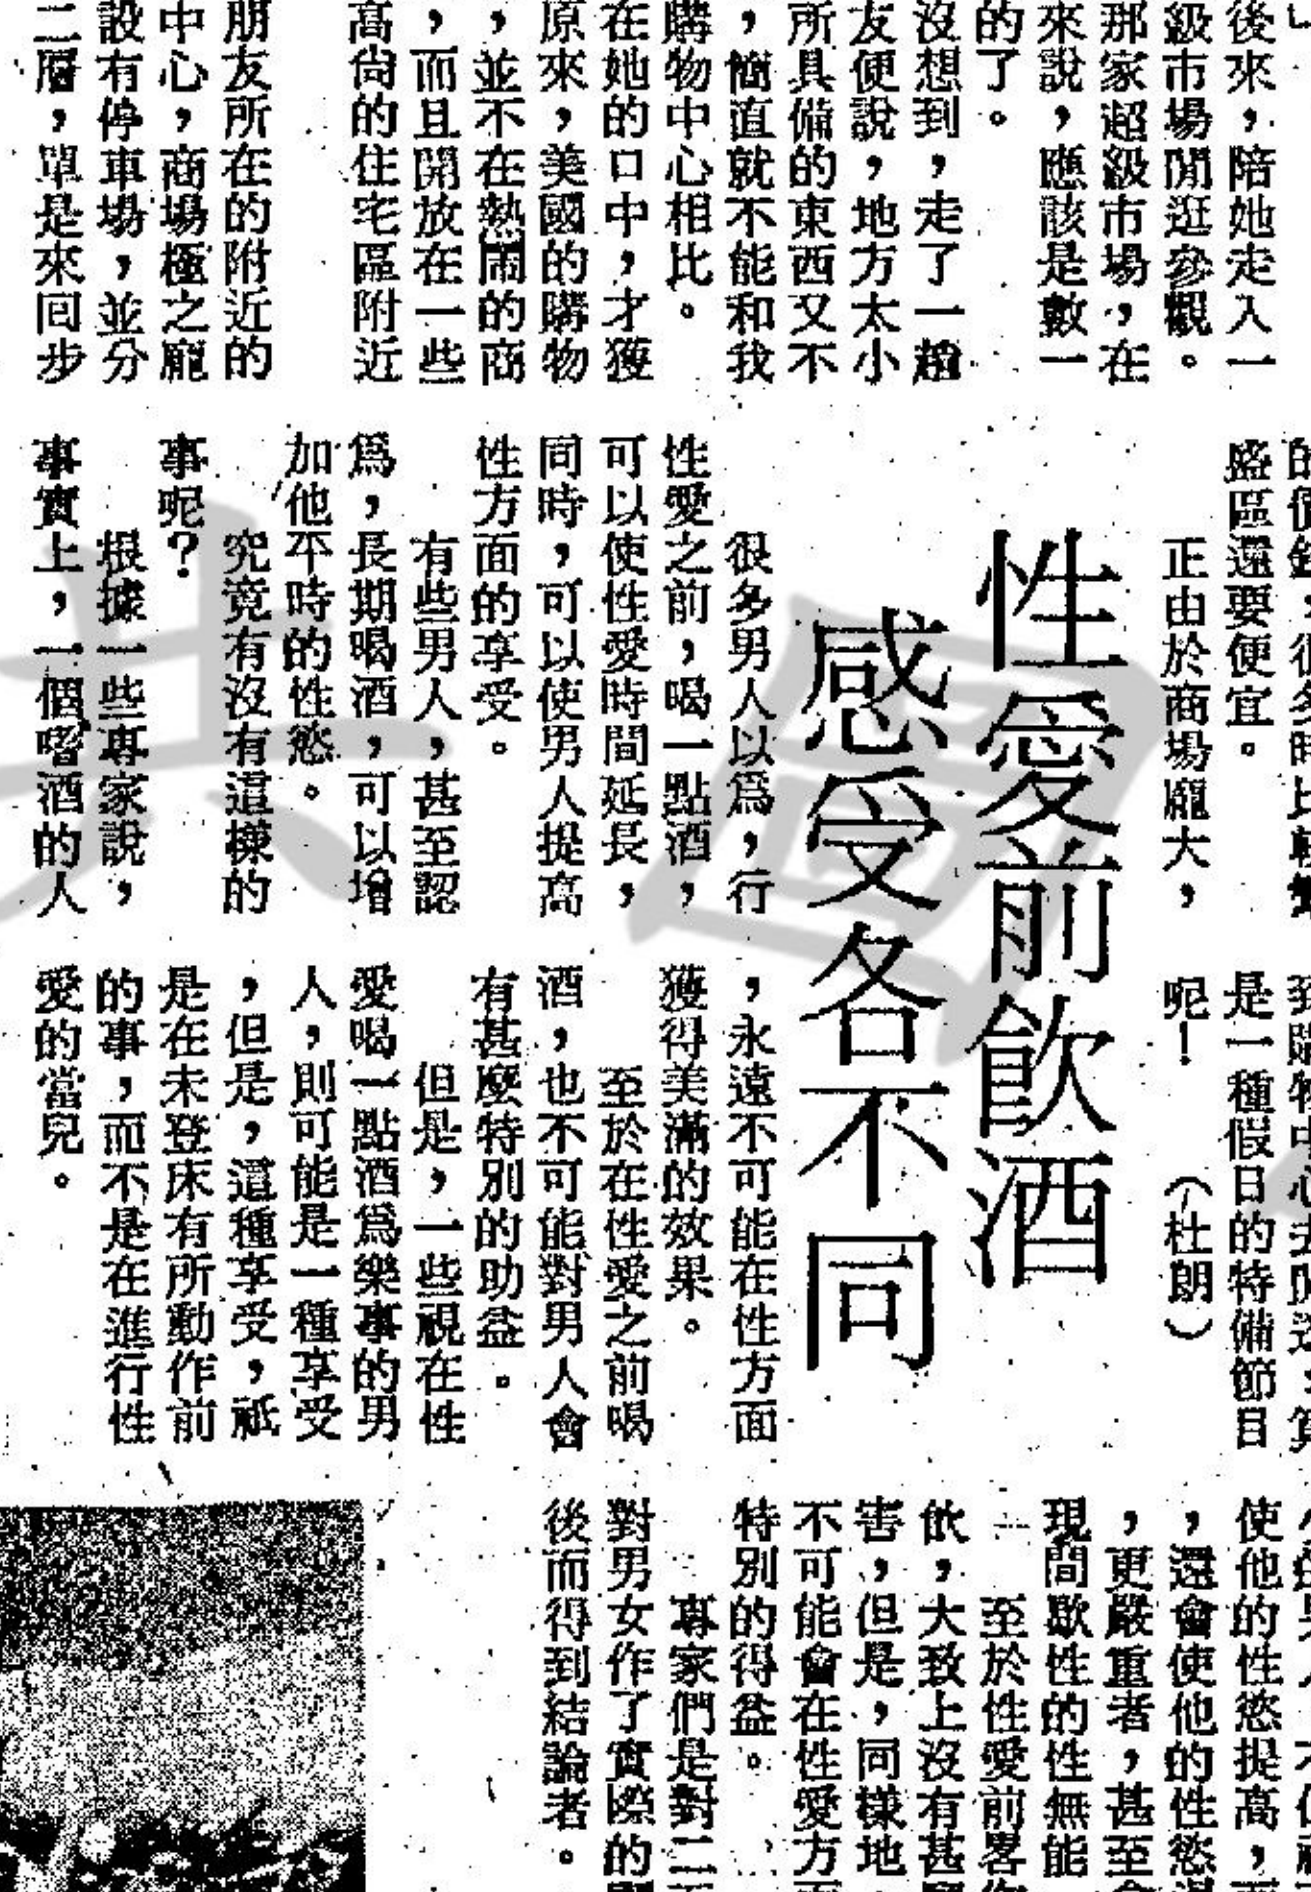 後來，陪她走入一
級市場閒逛參觀。
那家超級市場，在
來說，應該是數一
的了。
沒想到，走了一趟
友便說，地方太小
所具備的東西又不
，簡直就不能和我
購物中心相比。
在她的口中，才獲
原來，美國的購物
，並不在熱鬧的商
，而且開放在一些
高尙的住宅區附近
朋友所在的附近的
中心，商場極之龐
設有停車場，並分
二層，單是來回步
盛區還要便宜。
正由於商場龐大，
是一種假日的特備節目
呢！（杜朗）
性愛前飲酒
感受各不同
很多男人以爲，行
性愛之前，喝一點酒，
可以使性愛時間延長，
同時，可以使男人提高
性方面的享受。
有些男人，甚至認
爲，長期喝酒，可以增
加他平時的性慾。
究竟有沒有這樣的
事呢？
根據一些專家說，
事實上，一個嗜酒的人
，永遠不可能在性方面
獲得美滿的效果。
至於在性愛之前喝
酒，也不可能對男人會
有甚麼特別的助益。
但是，一些視在性
愛喝一點酒爲樂事的男
人，則可能是一種享受
，但是，這種享受，祗
是在未登床有所動作前
的事，而不是在進行性
愛的當兒。
使他的性慾提高，
，還會使他的性慾
，更嚴重者，甚至
現間歇性的性無能
至於性愛前畧
飲，大致上沒有甚
害，但是，同樣地
不可能會在性愛方
特別的得益。
專家們是對二
對男女作了實際的
後而得到結論者。
共 圖